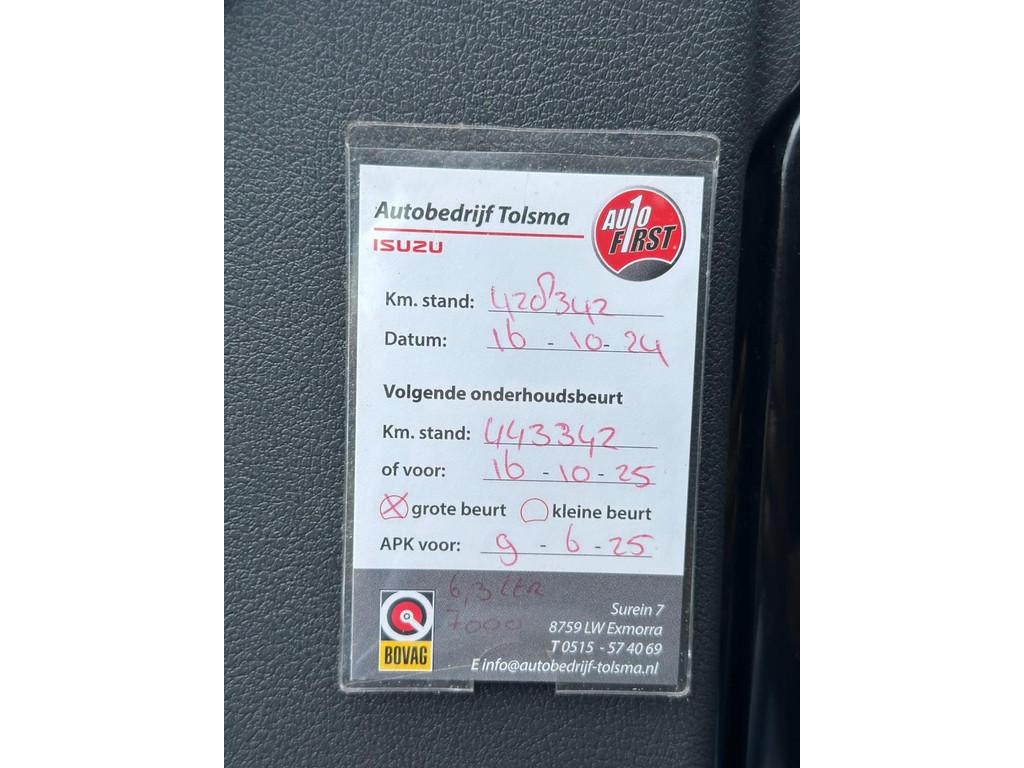 Autobedrijf Tolsma
ISUZU
AUTO
FIRST
Km. stand: 428342
Datum: 16 - 10 - 24
Volgende onderhoudsbeurt
Km. stand: 443342
of voor: 16 - 10 - 25
grote beurt kleine beurt
APK voor: 9 - 6 - 25
6,3 LTR
7000
BOVAG
Surein 7
8759 LW Exmorra
T 0515 - 57 40 69
E info@autobedrijf-tolsma.nl